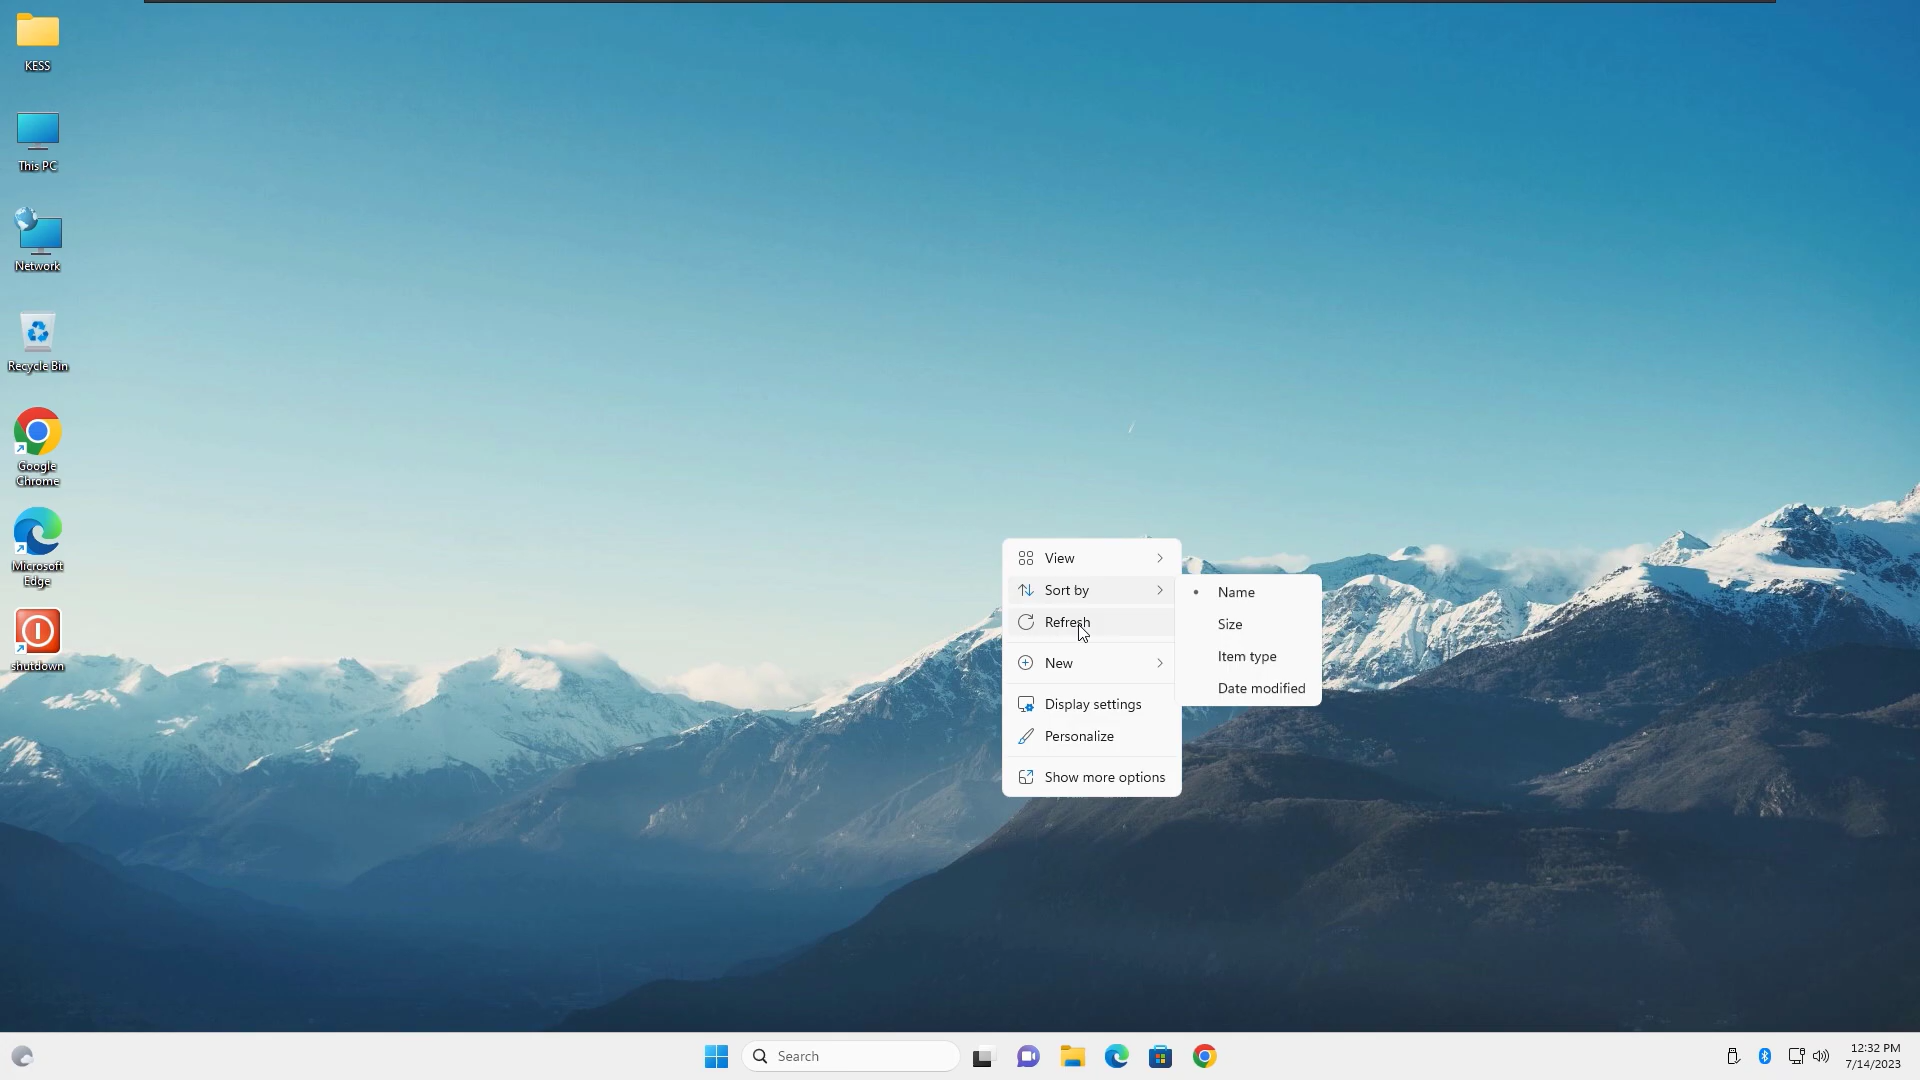 KESS
This PC
Network
Recycle Bin
Google
Chrome
Microsoft
Edge
shutdown
View
Sort by
Refresh
New
Display settings
Personalize
Show more options
Name
Size
Item type
Date modified
Search
12:32 PM
7/14/2023